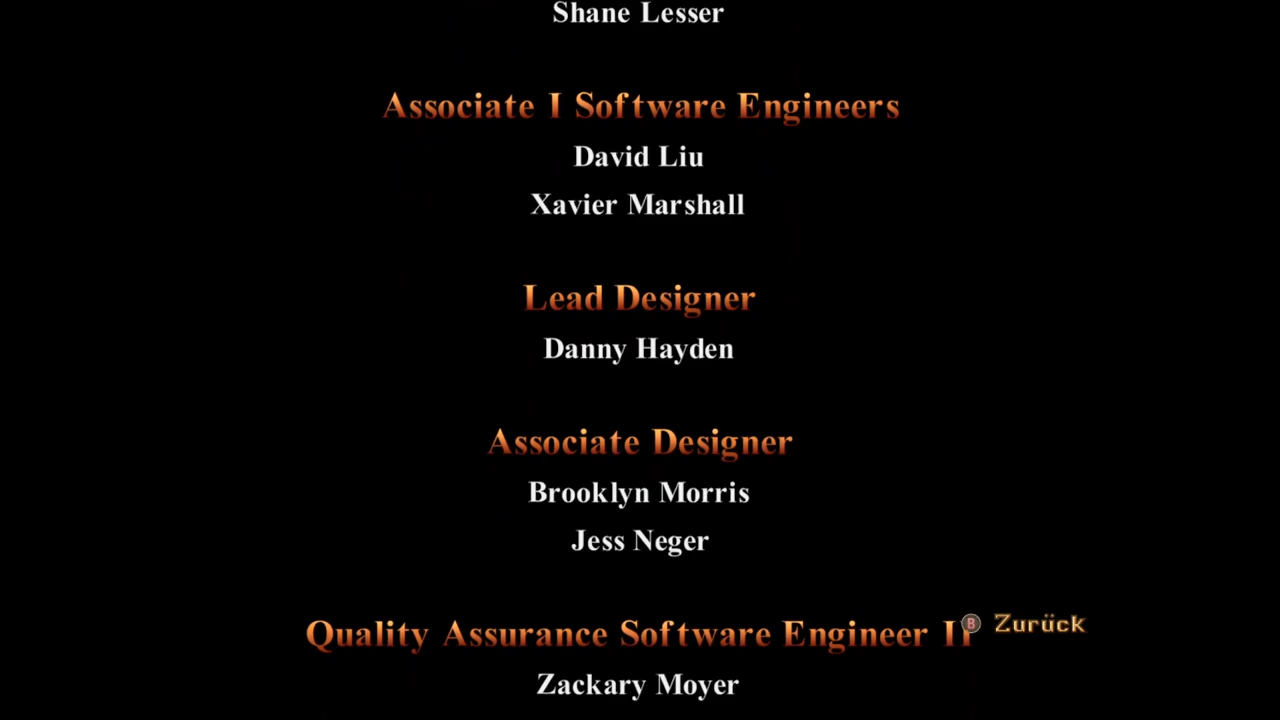 Shane Lesser
Associate I Software Engineers
David Liu
Xavier Marshall
Lead Designer
Danny Hayden
Associate Designer
Brooklyn Morris
Jess Neger
Quality Assurance Software Engineer II
B Zurück
Zackary Moyer